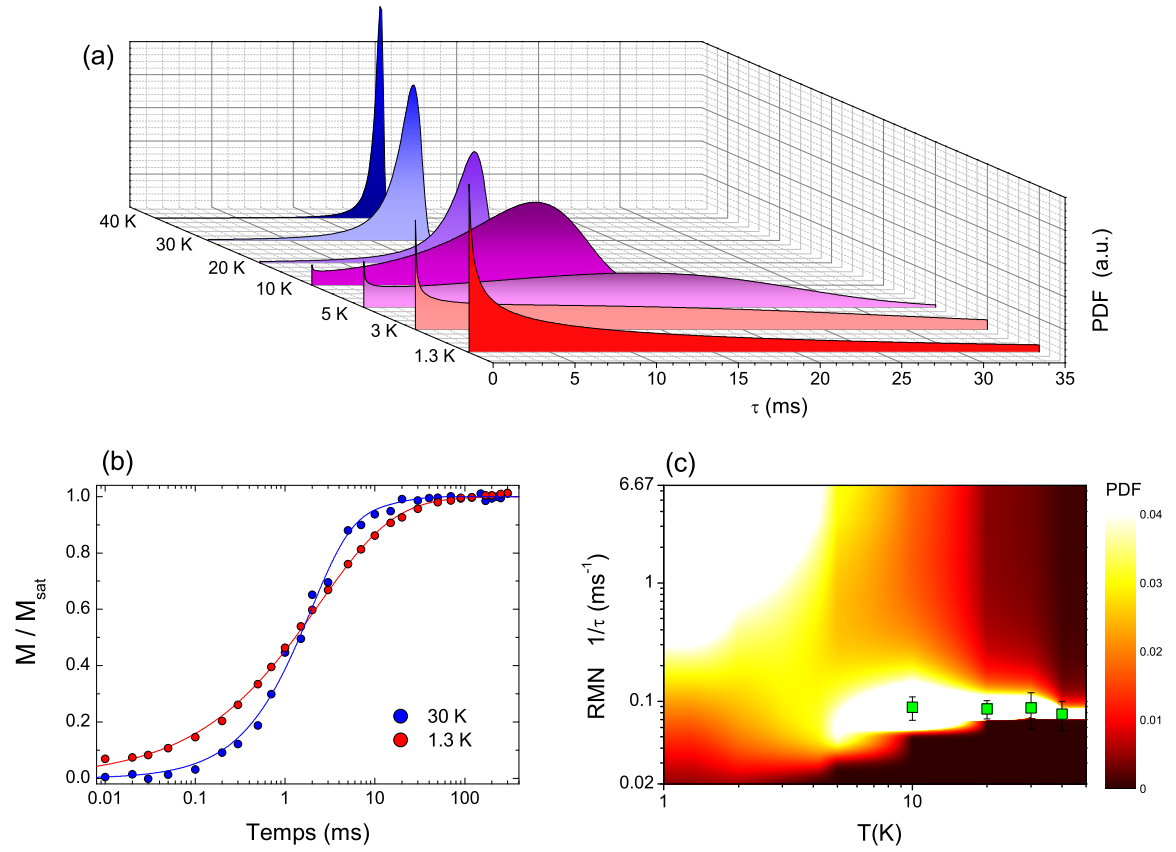 (a)
40 K
30 K
20 K
10 K
5 K
3 K
1.3 K
0 5 10 15 20 25 30 35
τ (ms)
PDF (a.u.)
(b)
M / Msat
1.0
0.8
0.6
0.4
0.2
0.0
30 K
1.3 K
0.01 0.1 1 10 100
Temps (ms)
(c)
RMN 1/τ (ms-1)
6.67
1
0.1
0.02
1 10
T(K)
PDF
0.04
0.03
0.02
0.01
0